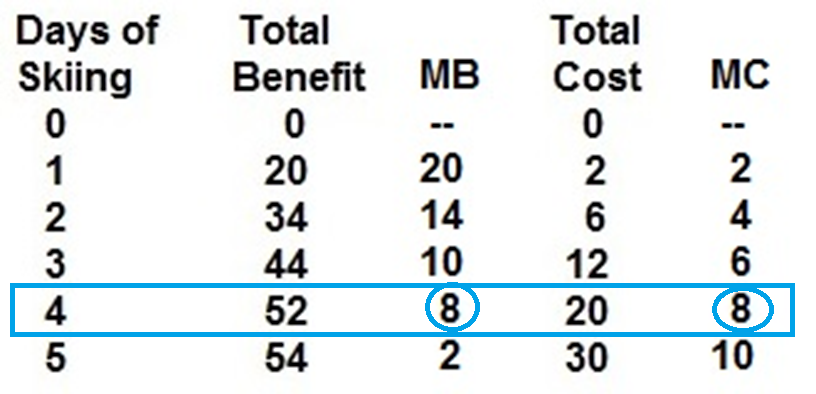 Days of Total Total
Skiing Benefit MB Cost MC
0 0 -- 0 --
1 20 20 2 2
2 34 14 6 4
3 44 10 12 6
4 52 8 20 8
5 54 2 30 10